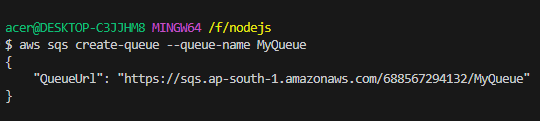 acer@DESKTOP-C3JJHM8 MINGW64 /f/nodejs
$ aws sqs create-queue --queue-name MyQueue
{
    "QueueUrl": "https://sqs.ap-south-1.amazonaws.com/688567294132/MyQueue"
}